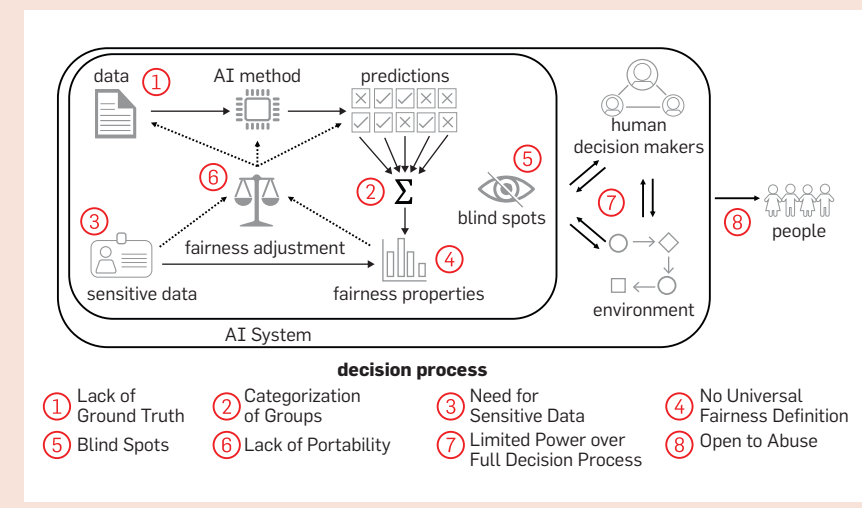 data
1
AI method
predictions
human
decision makers
5
6
2
Σ
blind spots
7
8
people
3
fairness adjustment
4
sensitive data
fairness properties
environment
AI System
decision process
1 Lack of
Ground Truth
2 Categorization
of Groups
3 Need for
Sensitive Data
4 No Universal
Fairness Definition
5 Blind Spots
6 Lack of Portability
7 Limited Power over
Full Decision Process
8 Open to Abuse